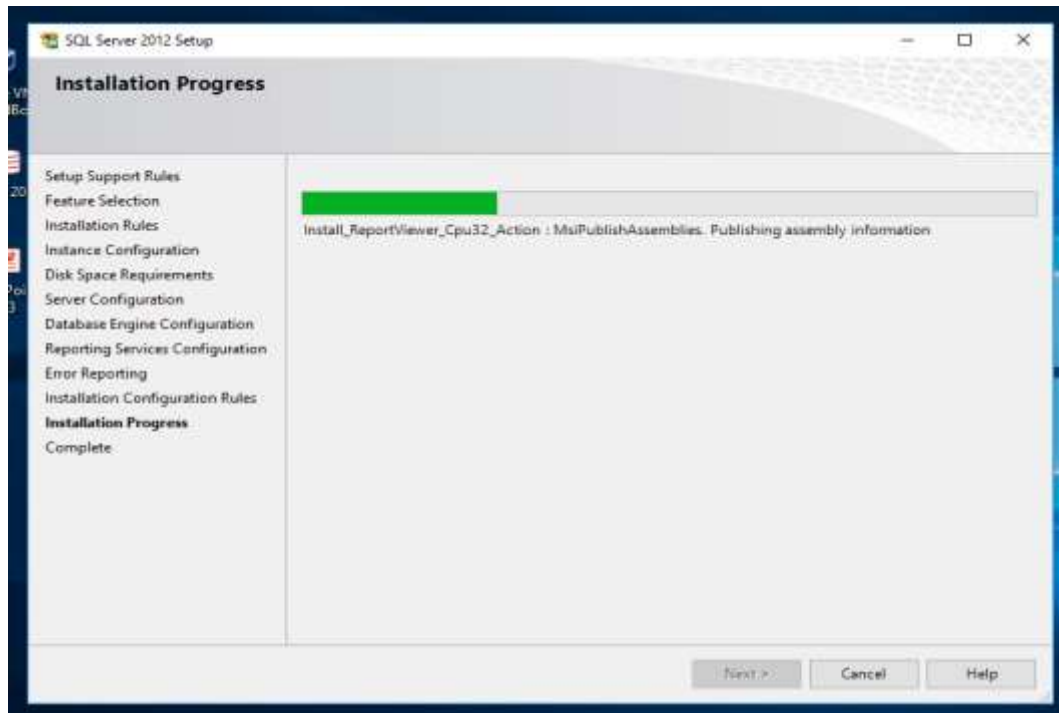 SQL Server 2012 Setup
Installation Progress
Setup Support Rules
Feature Selection
Installation Rules
Instance Configuration
Disk Space Requirements
Server Configuration
Database Engine Configuration
Reporting Services Configuration
Error Reporting
Installation Configuration Rules
Installation Progress
Complete
Install_ReportViewer_Cpu32_Action : MsiPublishAssemblies. Publishing assembly information
Next >
Cancel
Help
20
3